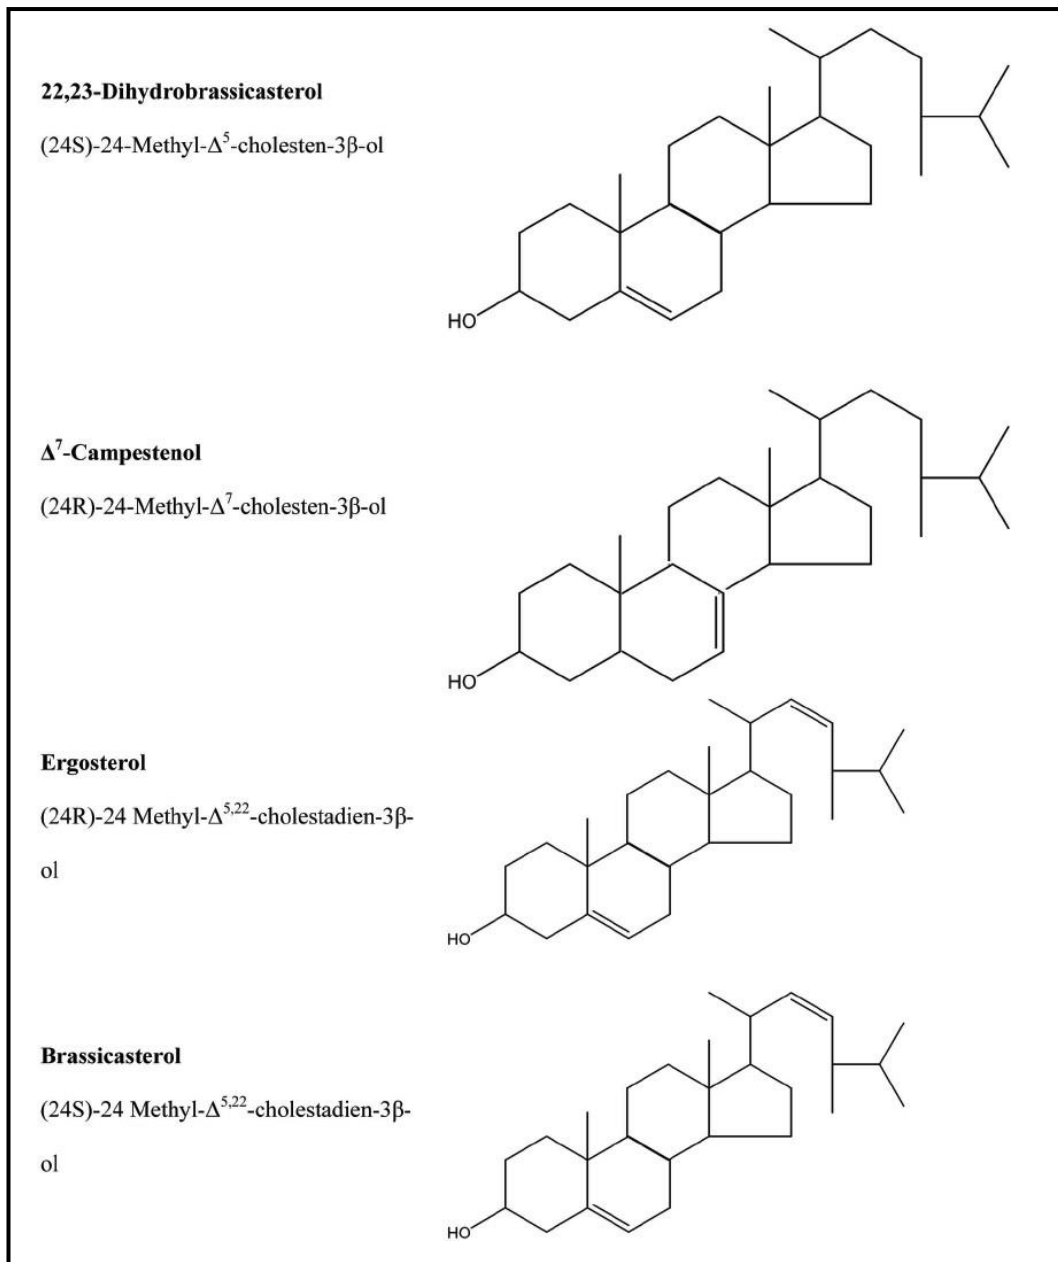 22,23-Dihydrobrassicasterol
(24S)-24-Methyl-Δ⁵-cholesten-3β-ol
HO
Δ⁷-Campestenol
(24R)-24-Methyl-Δ⁷-cholesten-3β-ol
HO
Ergosterol
(24R)-24 Methyl-Δ⁵,²²-cholestadien-3β-
ol
HO
Brassicasterol
(24S)-24 Methyl-Δ⁵,²²-cholestadien-3β-
ol
HO